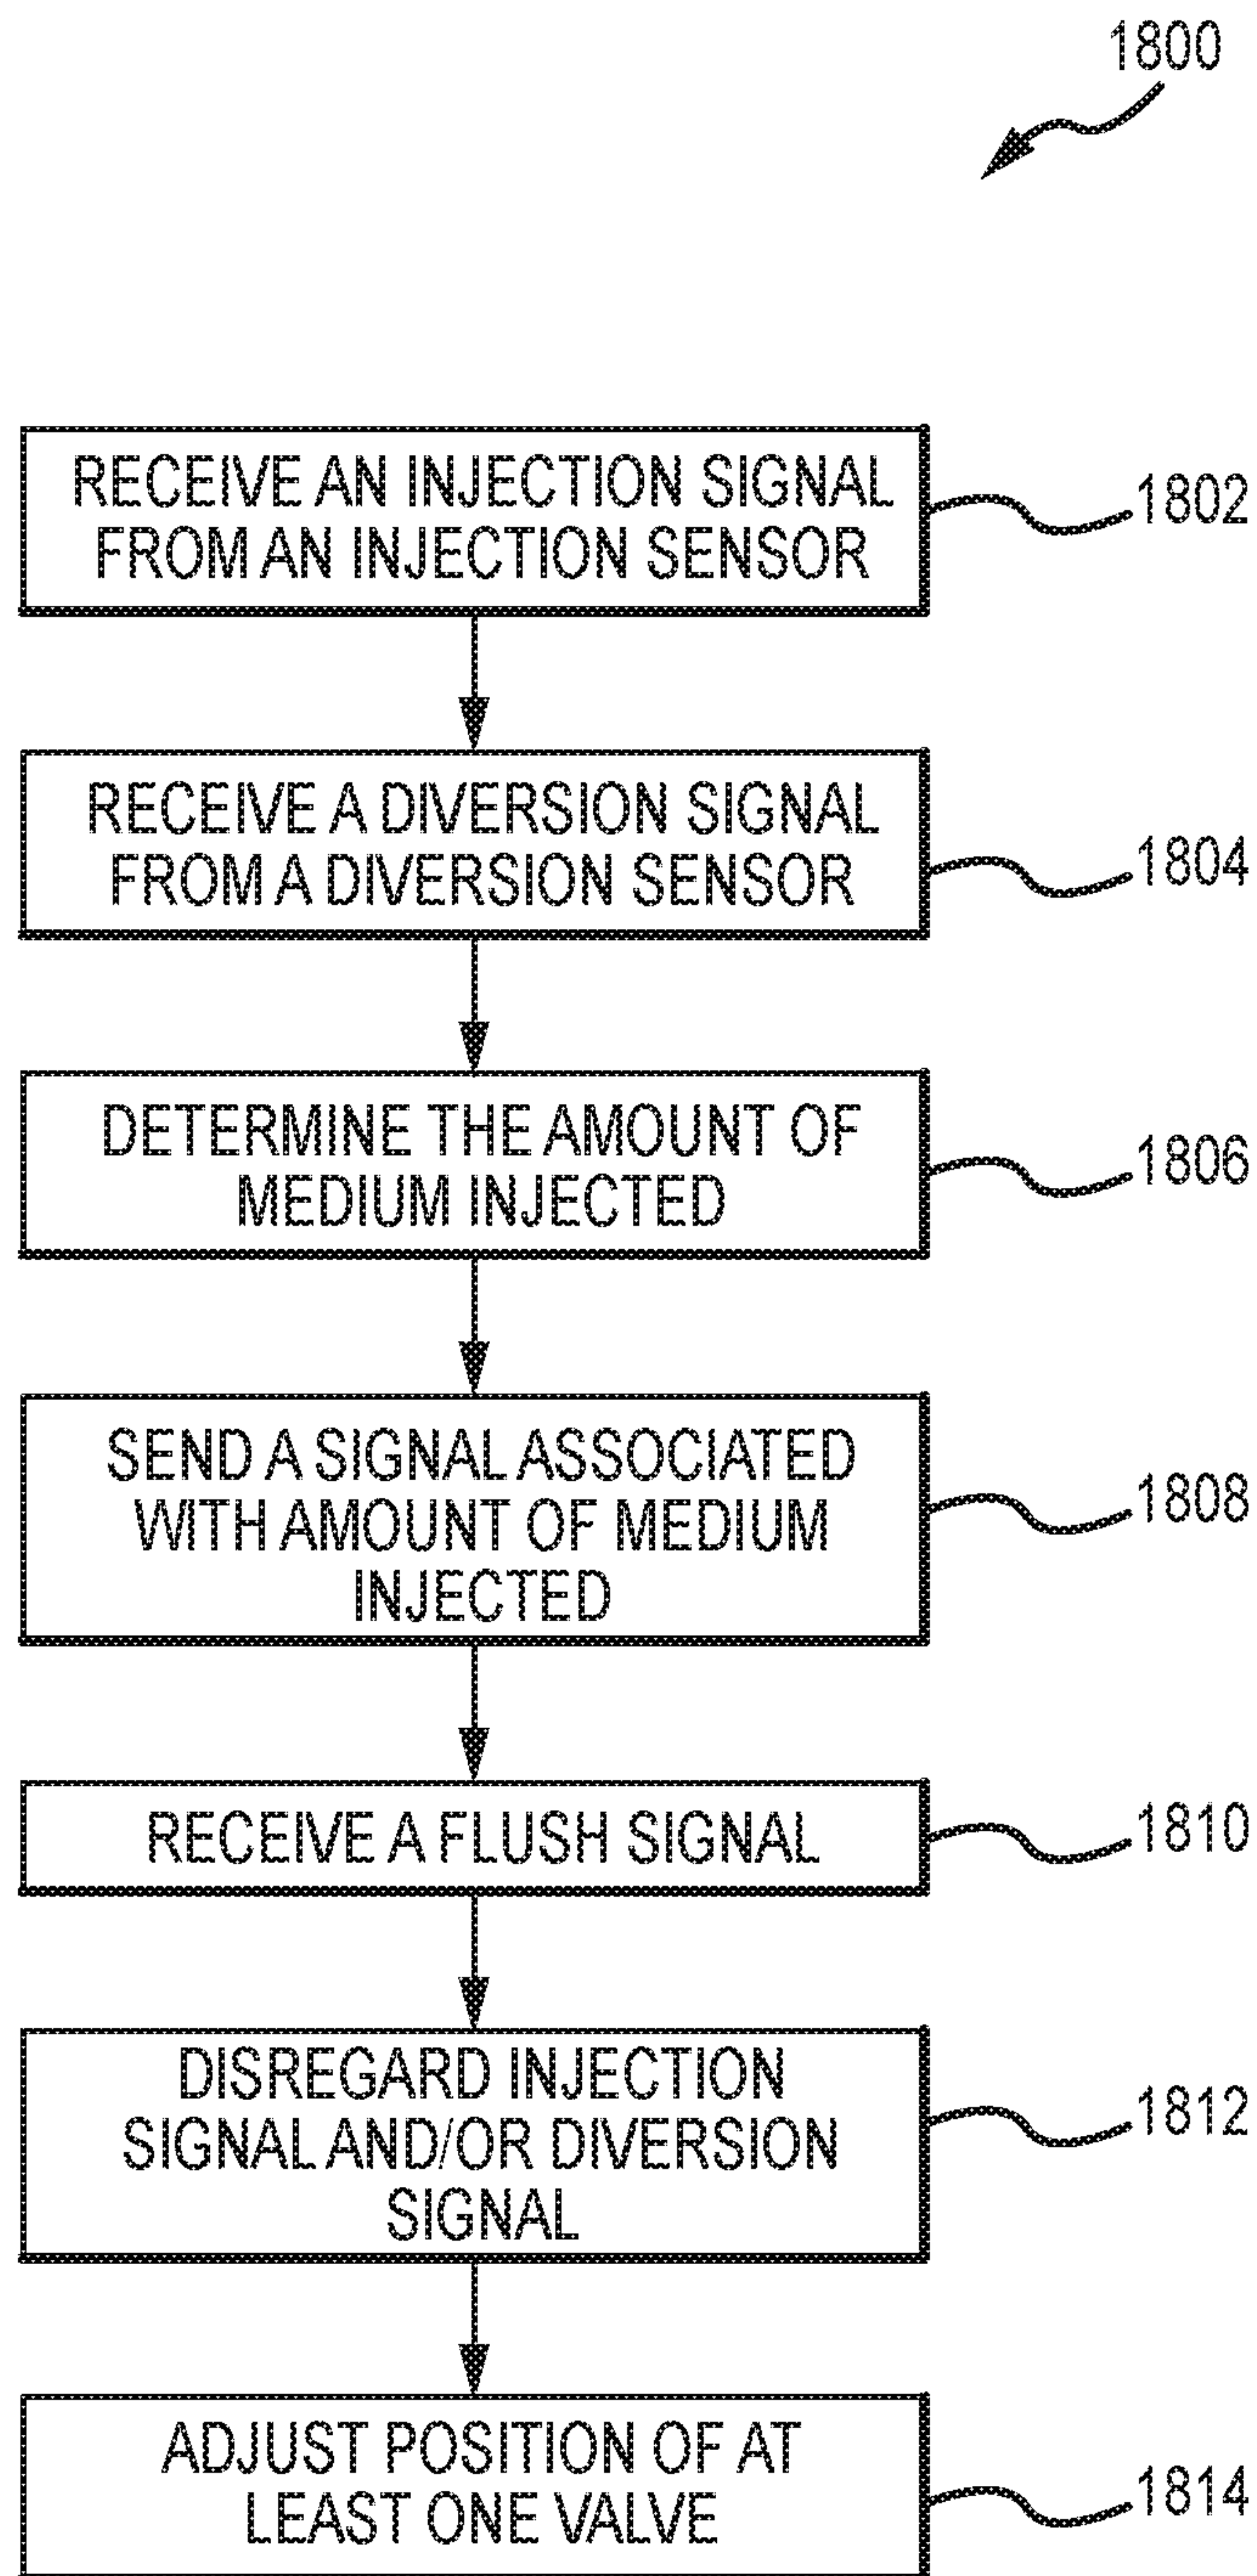 1800
RECEIVE AN INJECTION SIGNAL
FROM AN INJECTION SENSOR
1802
RECEIVE A DIVERSION SIGNAL
FROM A DIVERSION SENSOR
1804
DETERMINE THE AMOUNT OF
MEDIUM INJECTED
1806
SEND A SIGNAL ASSOCIATED
WITH AMOUNT OF MEDIUM
INJECTED
1808
RECEIVE A FLUSH SIGNAL
1810
DISREGARD INJECTION
SIGNAL AND/OR DIVERSION
SIGNAL
1812
ADJUST POSITION OF AT
LEAST ONE VALVE
1814